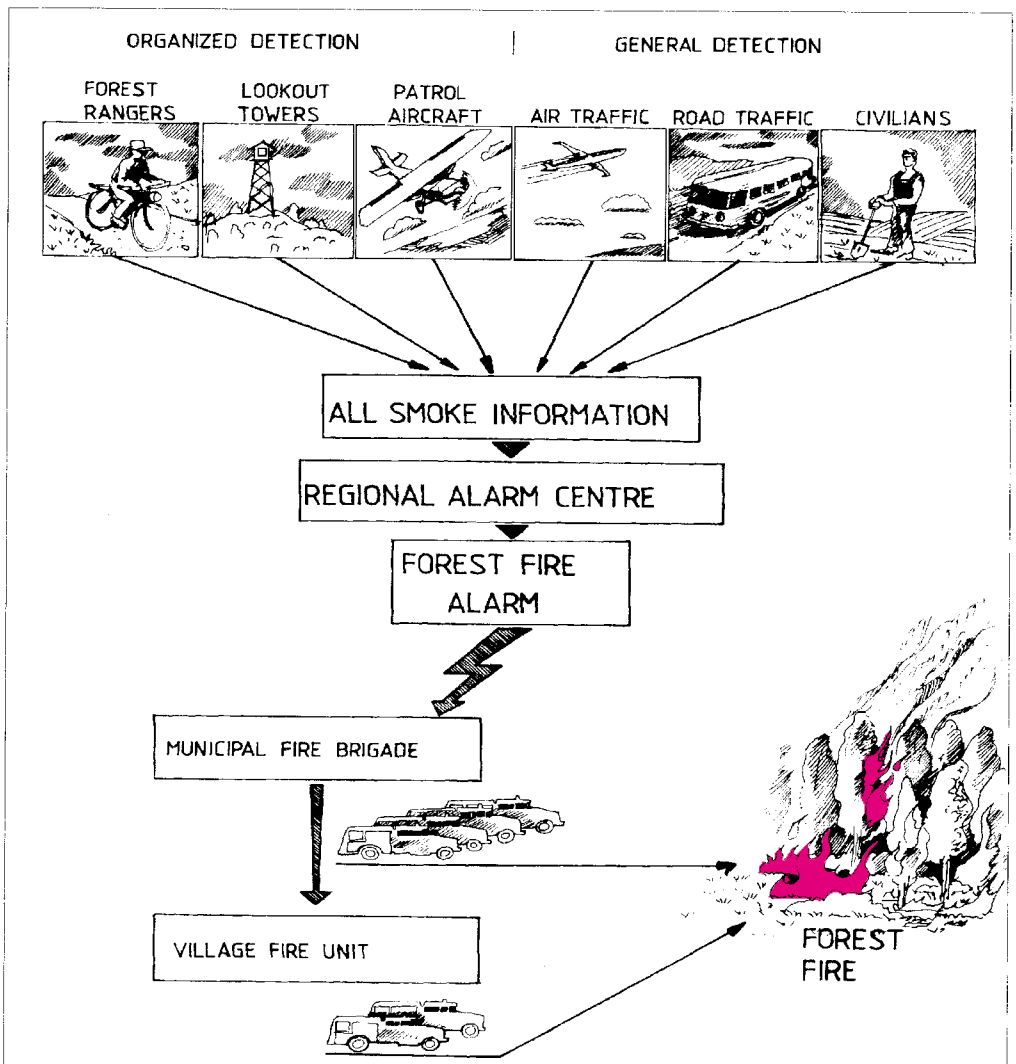 ORGANIZED DETECTION
GENERAL DETECTION
FOREST
RANGERS
LOOKOUT
TOWERS
PATROL
AIRCRAFT
AIR TRAFFIC
ROAD TRAFFIC
CIVILIANS
ALL SMOKE INFORMATION
REGIONAL ALARM CENTRE
FOREST FIRE
ALARM
MUNICIPAL FIRE BRIGADE
VILLAGE FIRE UNIT
FOREST
FIRE